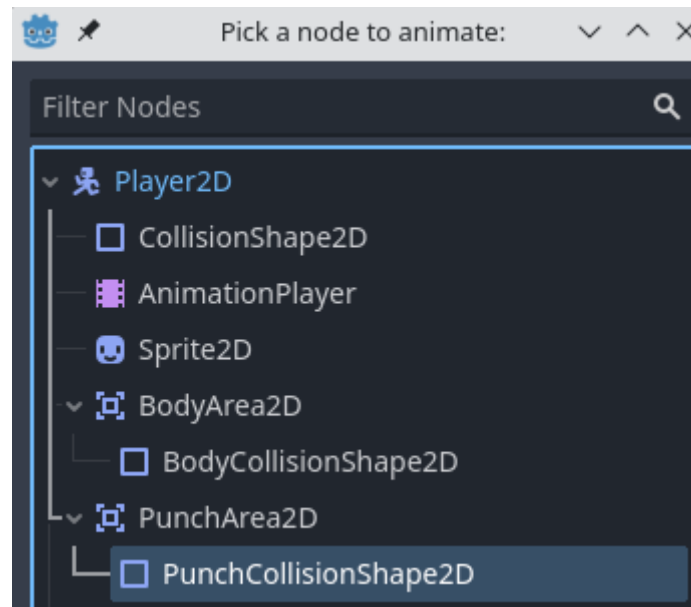 Pick a node to animate:
Filter Nodes
Player2D
CollisionShape2D
AnimationPlayer
Sprite2D
BodyArea2D
BodyCollisionShape2D
PunchArea2D
PunchCollisionShape2D